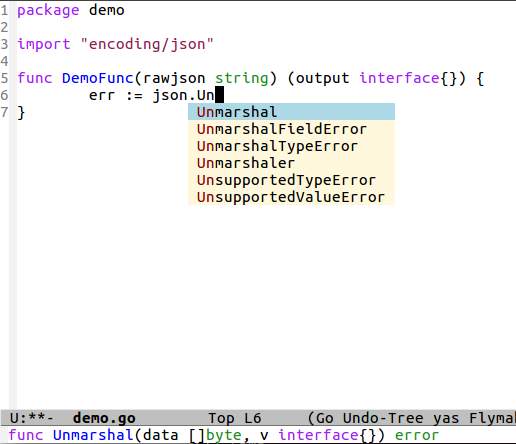 1 package demo
2
3 import "encoding/json"
4
5 func DemoFunc(rawjson string) (output interface{}) {
6         err := json.Un
7 }
Unmarshal
UnmarshalFieldError
UnmarshalTypeError
Unmarshaler
UnsupportedTypeError
UnsupportedValueError
U:**-  demo.go        Top L6     (Go Undo-Tree yas Flymak
func Unmarshal(data []byte, v interface{}) error